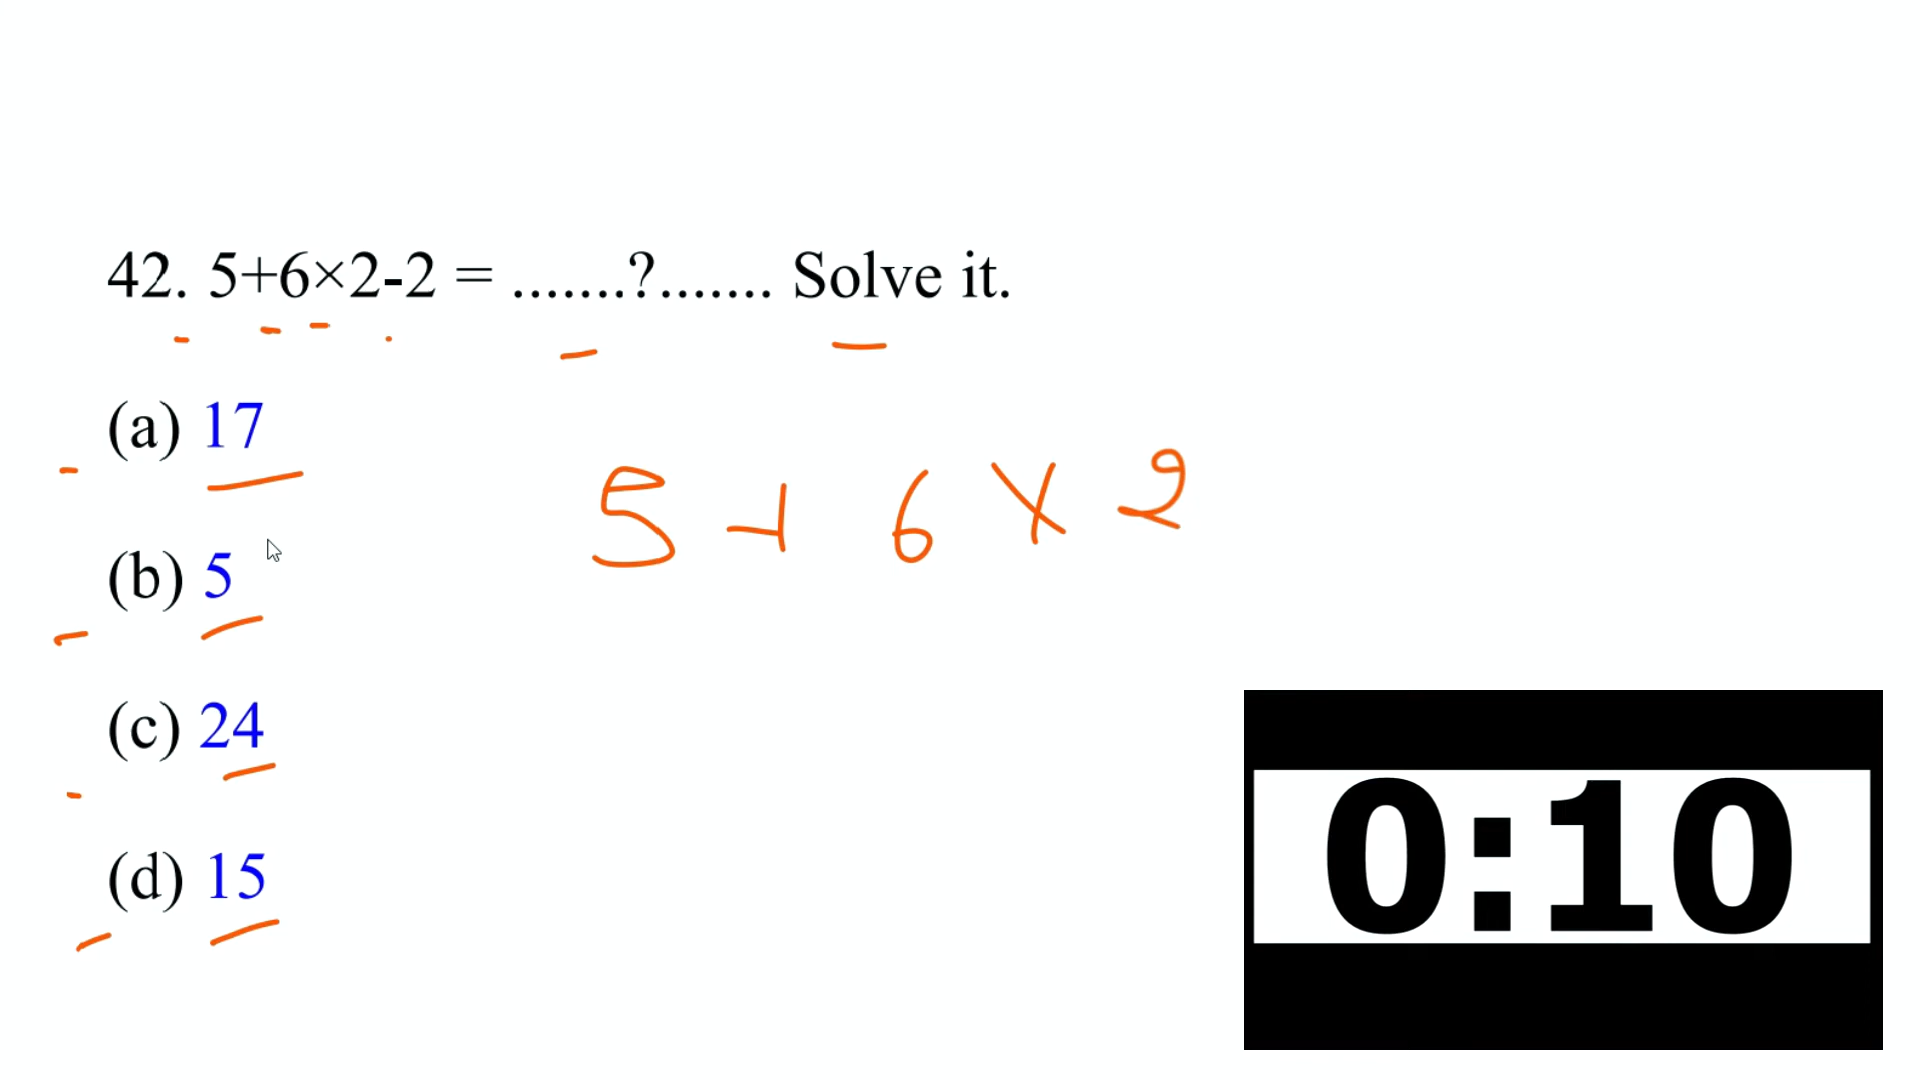 42. 5+6×2-2 = .......?....... Solve it.
(a) 17
5 + 6 × 2
(b) 5
(c) 24
(d) 15
0:10